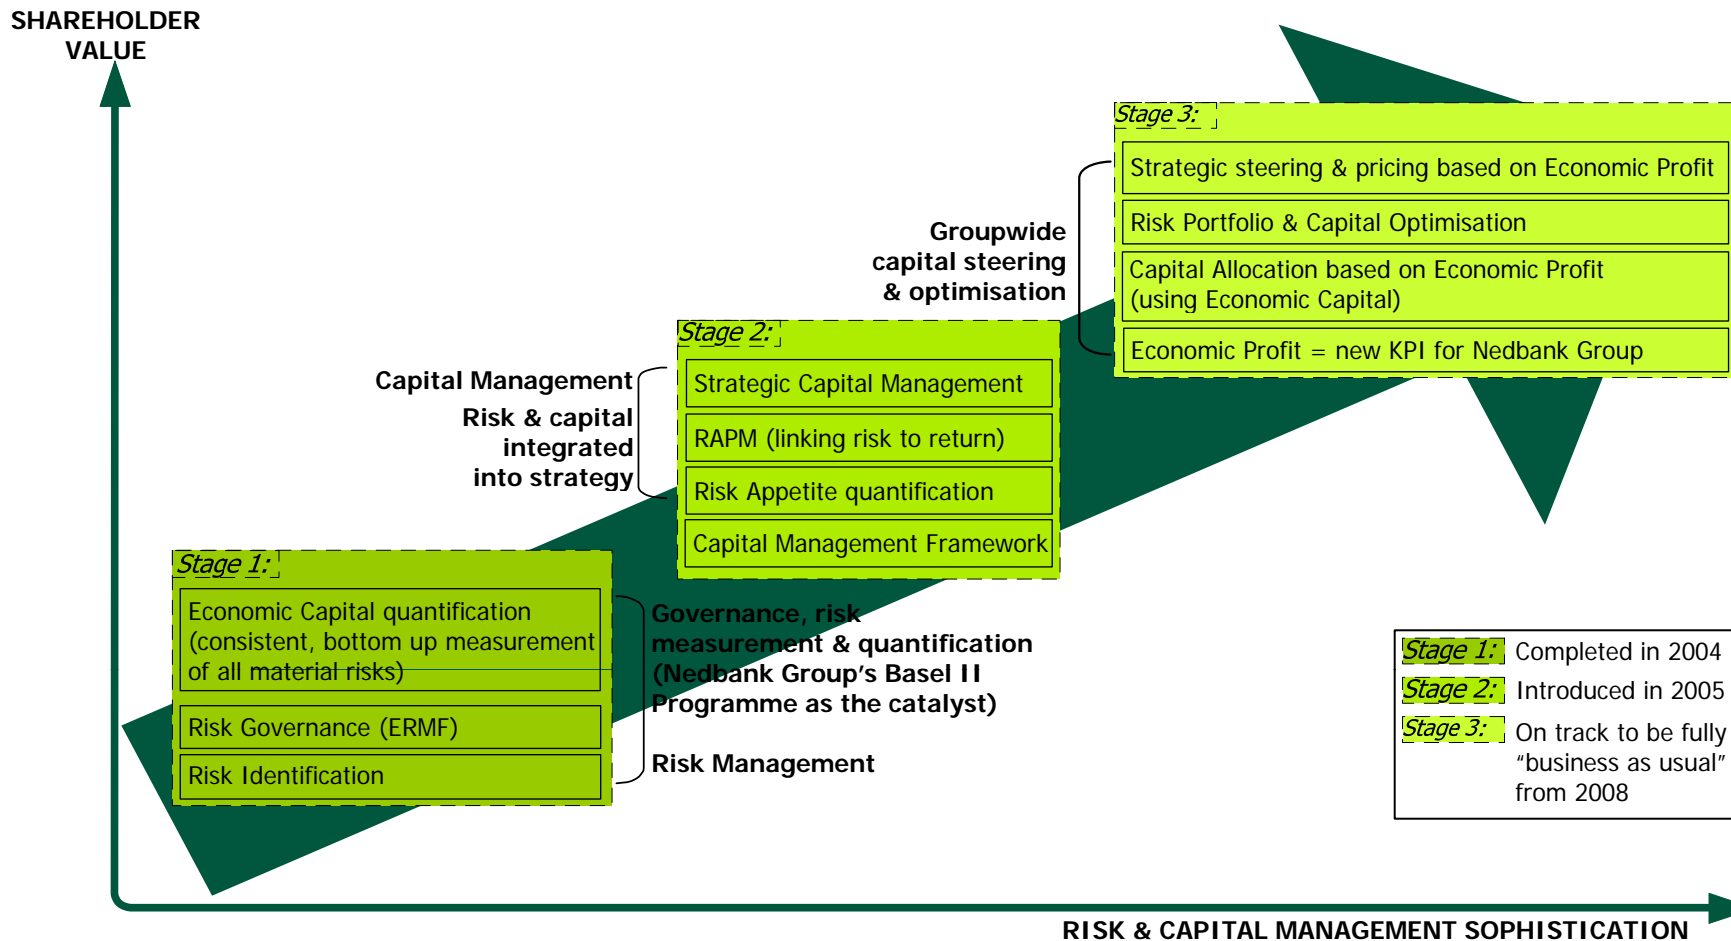 SHAREHOLDER
VALUE
Stage 3:
Strategic steering & pricing based on Economic Profit
Risk Portfolio & Capital Optimisation
Capital Allocation based on Economic Profit
(using Economic Capital)
Economic Profit = new KPI for Nedbank Group
Groupwide
capital steering
& optimisation
Stage 2:
Strategic Capital Management
RAPM (linking risk to return)
Risk Appetite quantification
Capital Management Framework
Capital Management
Risk & capital
integrated
into strategy
Stage 1:
Economic Capital quantification
(consistent, bottom up measurement
of all material risks)
Risk Governance (ERMF)
Risk Identification
Governance, risk
measurement & quantification
(Nedbank Group's Basel II
Programme as the catalyst)
Risk Management
Stage 1: Completed in 2004
Stage 2: Introduced in 2005
Stage 3: On track to be fully
“business as usual”
from 2008
RISK & CAPITAL MANAGEMENT SOPHISTICATION